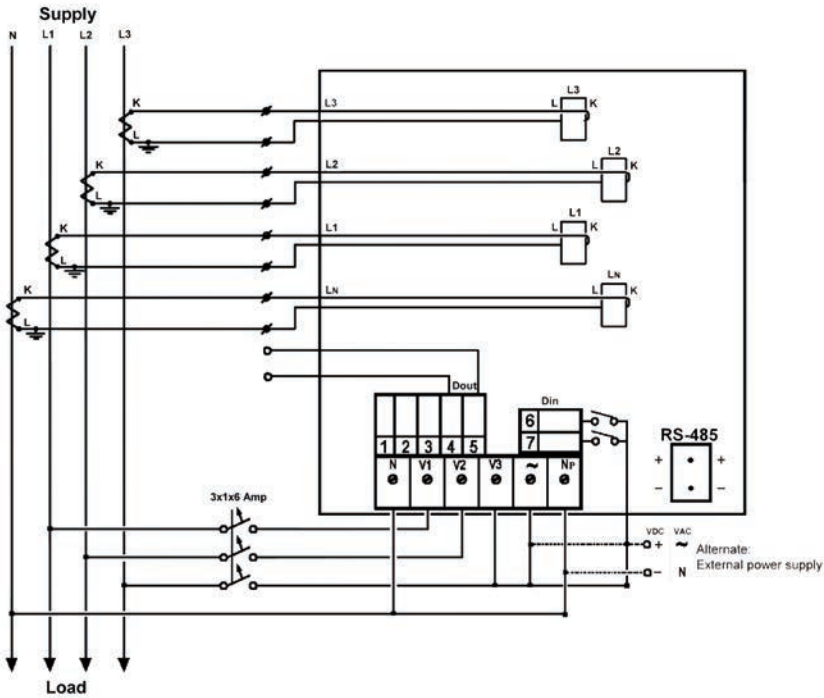 Supply
N L1 L2 L3
K
L
L3
L3
L K
K
L
L2
L2
L K
K
L
L1
L1
L K
K
L
LN
LN
L K
Dout
Din
6
7
1 2 3 4 5
RS-485
+ +
- -
N V1 V2 V3 ~ NP
3x1x6 Amp
VDC VAC
+ ~ Alternate:
- N External power supply
Load